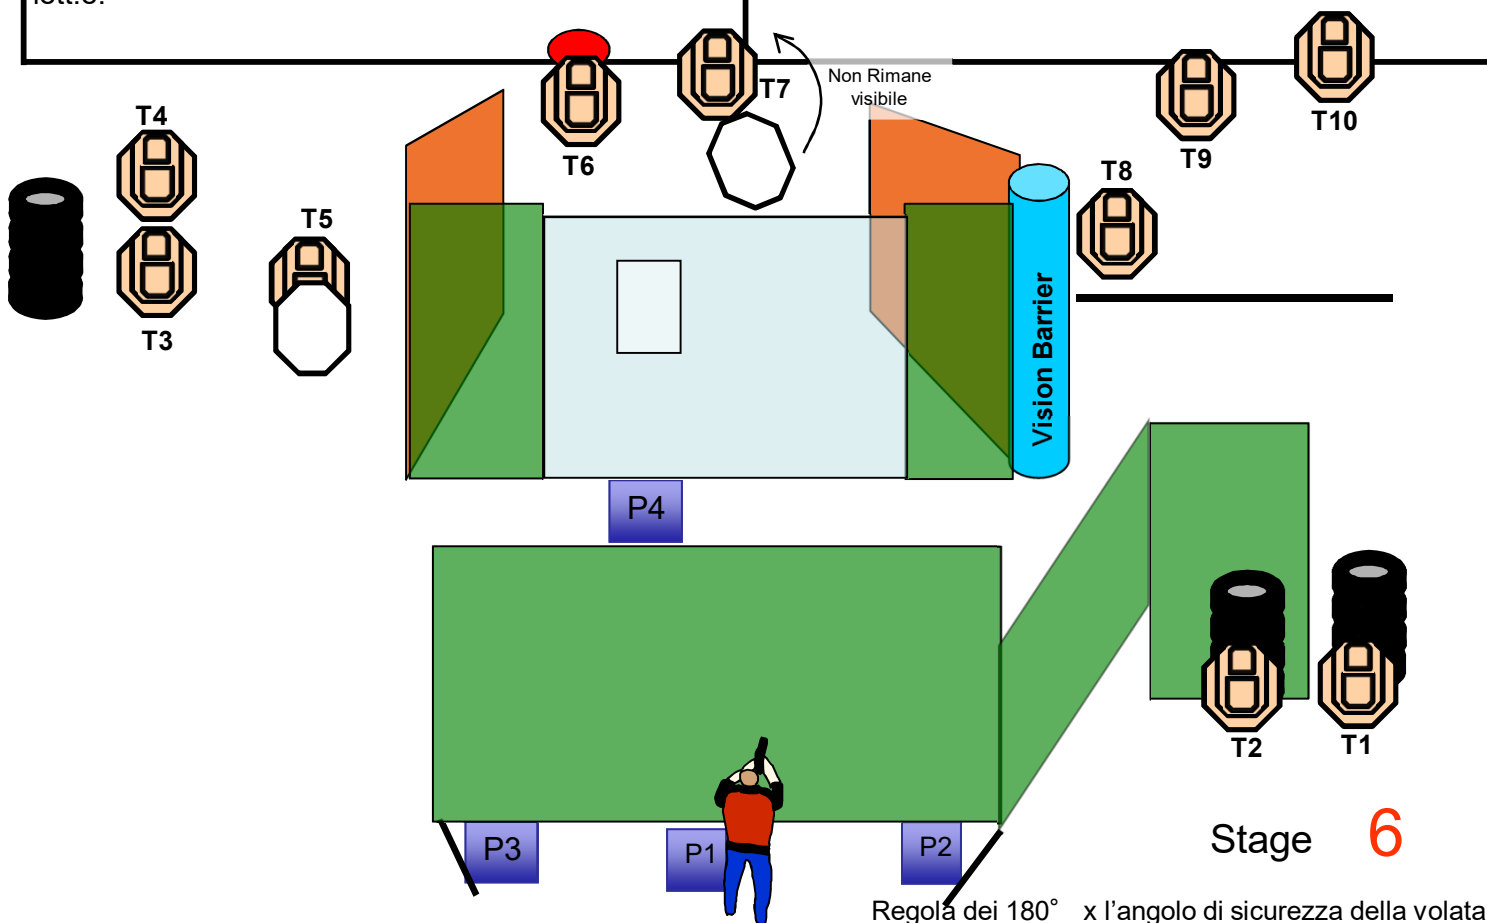 T4
T7
Non Rimane
visibile
T10
T6
T9
T8
T5
T3
Vision Barrier
P4
T2
T1
P3
P1
P2
Stage 6
Regola dei 180° x l'angolo di sicurezza della volata